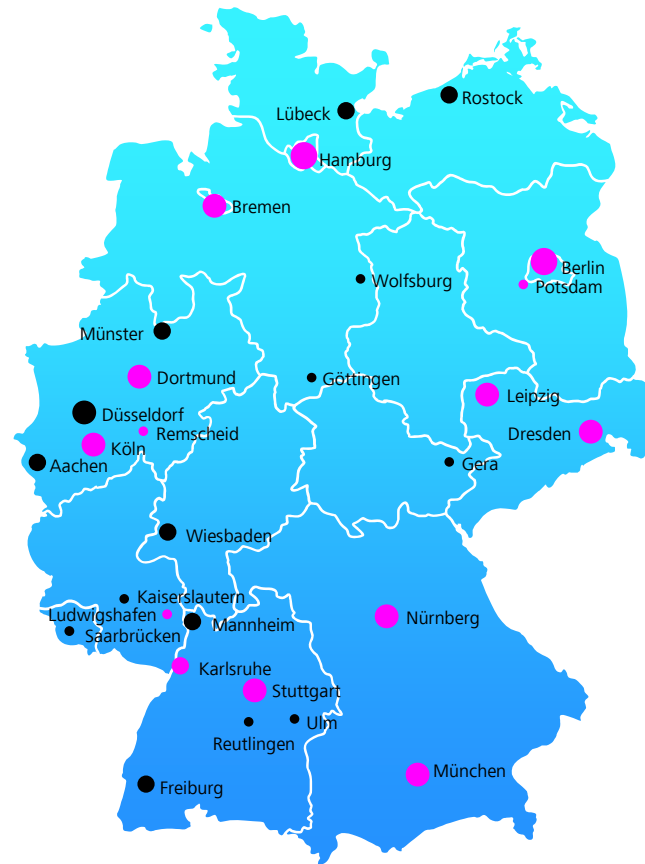 Rostock
Lübeck
Hamburg
Bremen
Berlin
Wolfsburg
Potsdam
Münster
Dortmund
Göttingen
Leipzig
Düsseldorf
Remscheid
Dresden
Köln
Aachen
Gera
Wiesbaden
Kaiserslautern
Ludwigshafen
Nürnberg
Mannheim
Saarbrücken
Karlsruhe
Stuttgart
Ulm
Reutlingen
München
Freiburg